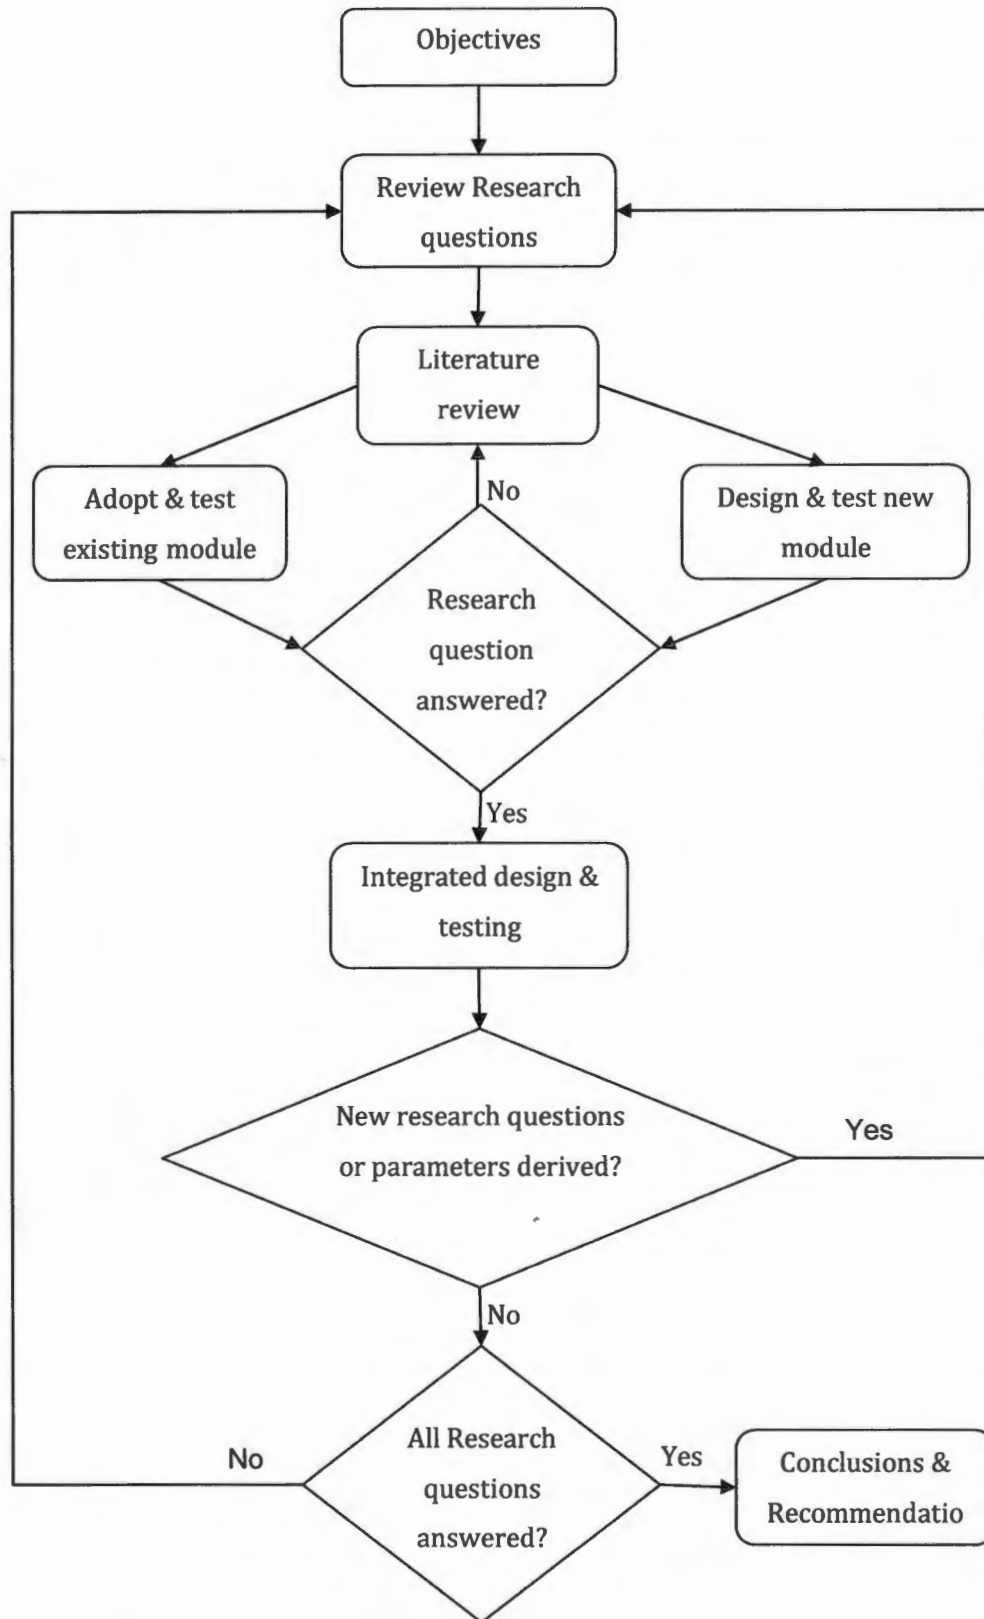 Objectives
Review Research
questions
Literature
review
Adopt & test
existing module
No
Design & test new
module
Research
question
answered?
Yes
Integrated design &
testing
New research questions
or parameters derived?
Yes
No
No
All Research
questions
answered?
Yes
Conclusions &
Recommendatio